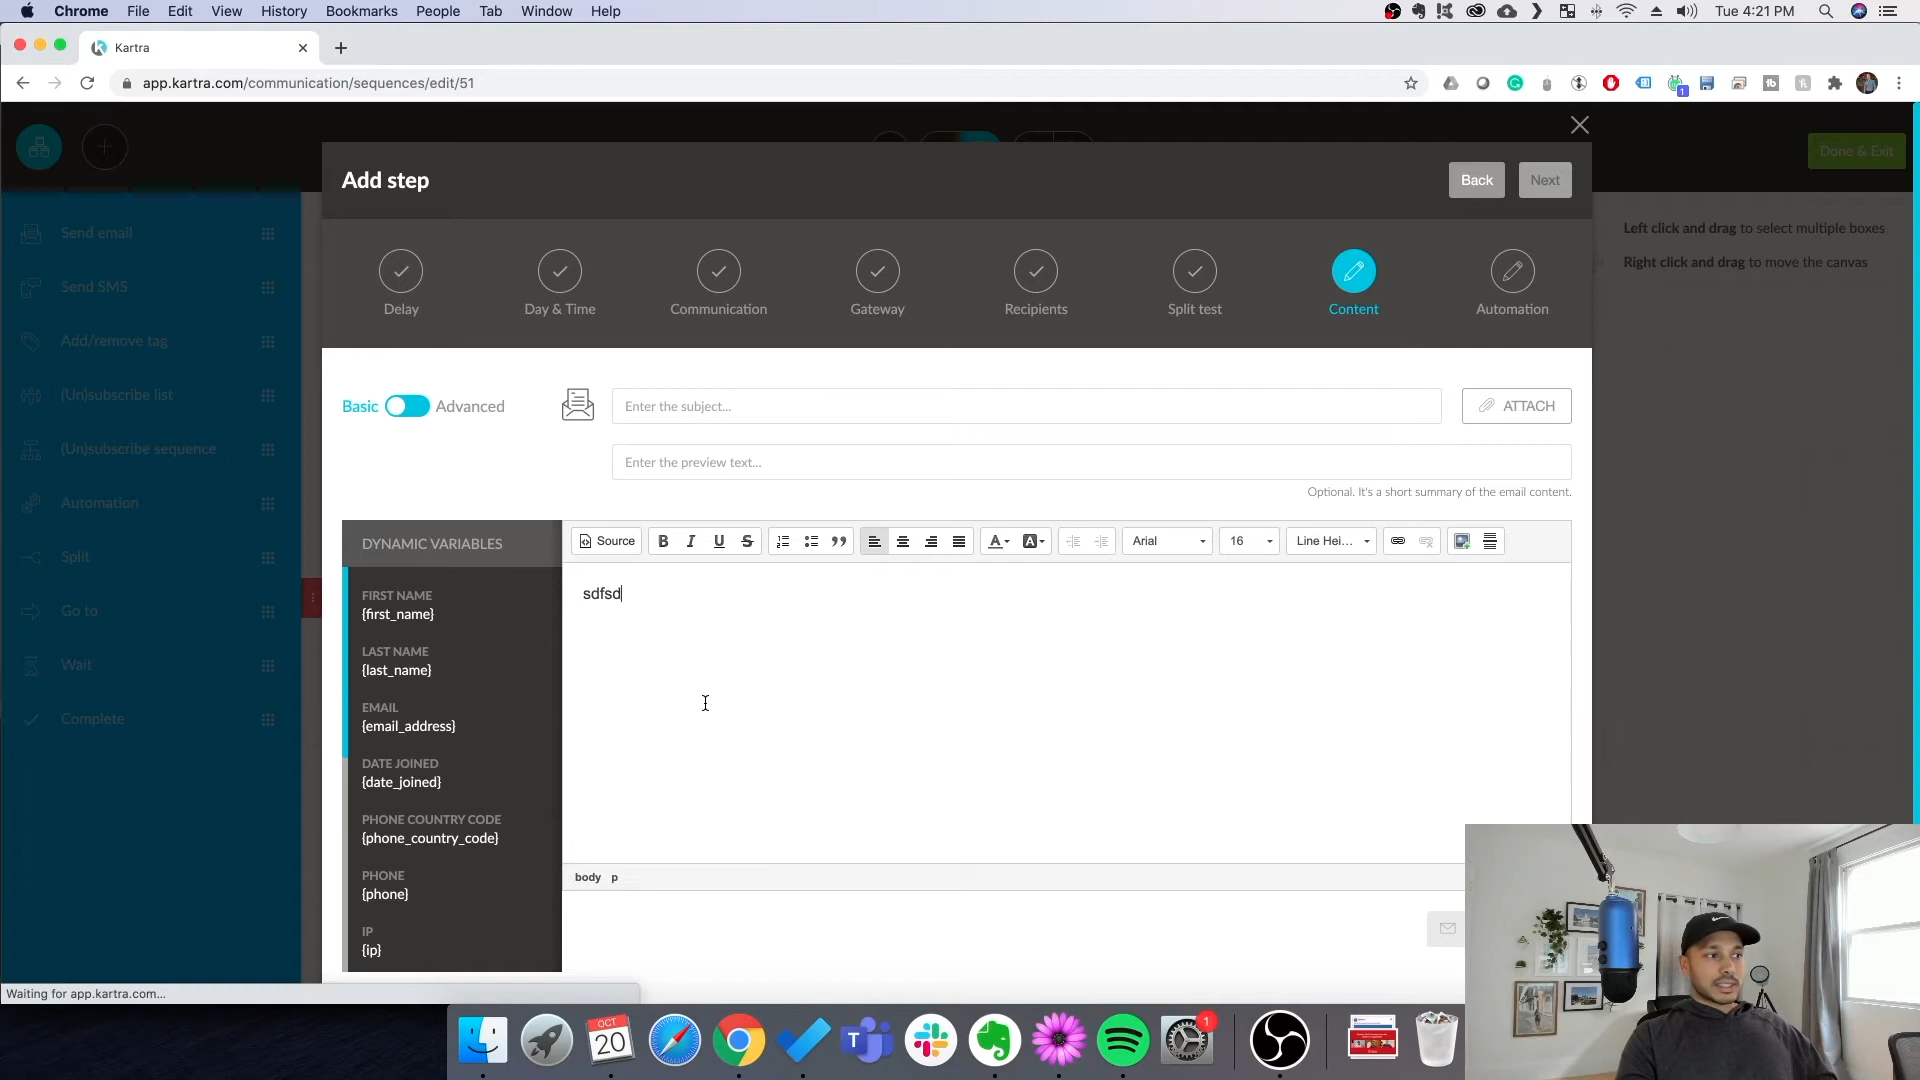 Chrome File Edit View History Bookmarks People Tab Window Help
Tue 4:21 PM
Kartra
app.kartra.com/communication/sequences/edit/51
1
Done & Exit
Add step
Back
Next
Left click and drag to select multiple boxes
Right click and drag to move the canvas
Send email
Send SMS
Add/remove tag
(Un)subscribe list
(Un)subscribe sequence
Automation
Split
Go to
Wait
Complete
Delay
Day & Time
Communication
Gateway
Recipients
Split test
Content
Automation
Basic
Advanced
Enter the subject...
ATTACH
Enter the preview text...
Optional. It's a short summary of the email content.
DYNAMIC VARIABLES
Source
B I U S
A
A
Arial
16
Line Hei...
FIRST NAME
{first_name}
LAST NAME
{last_name}
EMAIL
{email_address}
DATE JOINED
{date_joined}
PHONE COUNTRY CODE
{phone_country_code}
PHONE
{phone}
IP
{ip}
sdfsd
body p
Waiting for app.kartra.com...
OCT
20
1